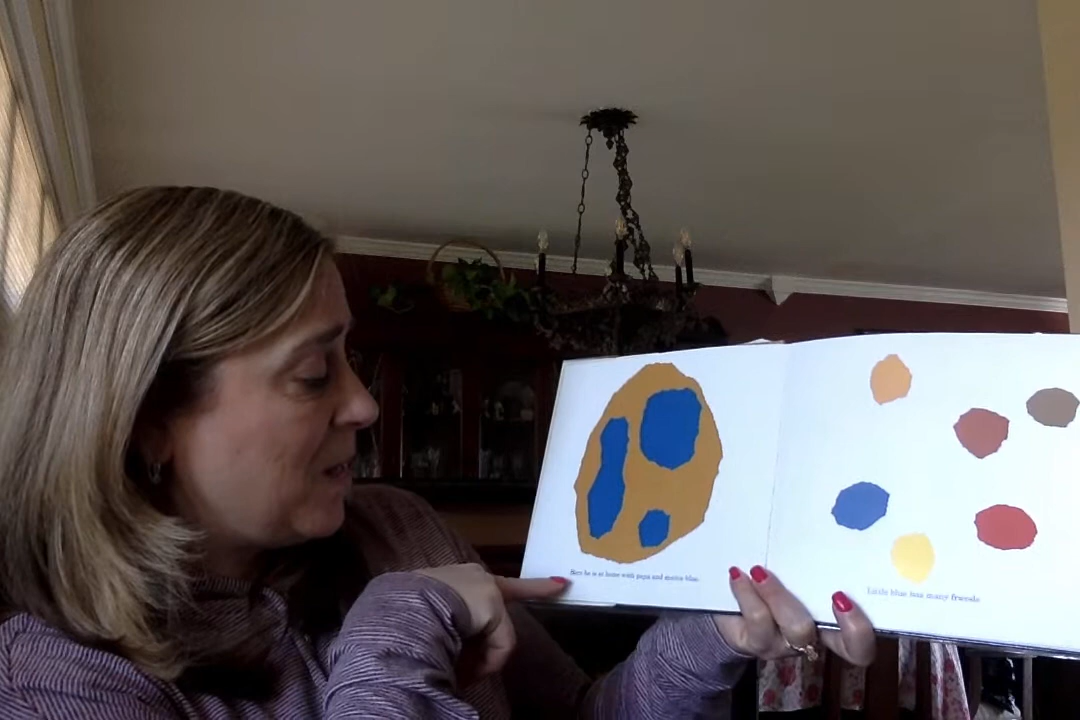 Here he is at home with papa and mama blue.
Little blue has many friends